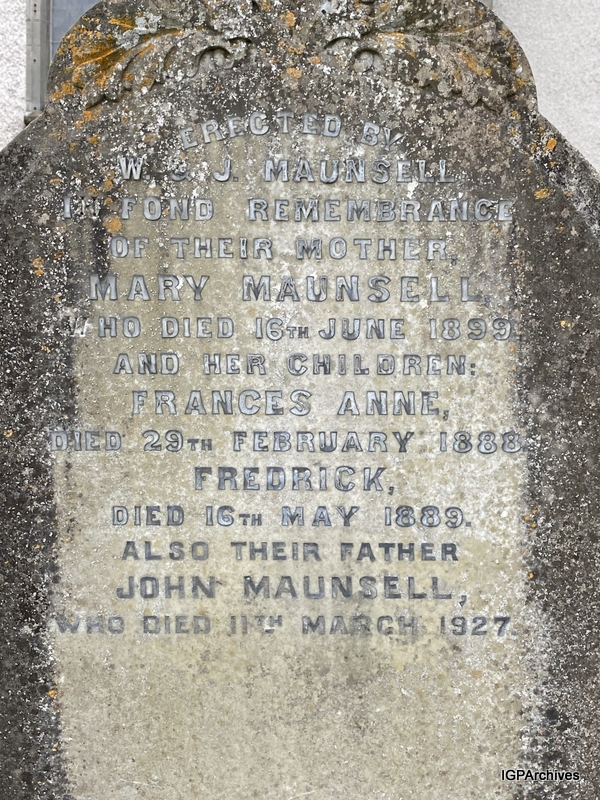 ERECTED BY
W & J. MAUNSELL
IN FOND REMEMBRANCE
OF THEIR MOTHER,
MARY MAUNSELL,
WHO DIED 16TH JUNE 1899.
AND HER CHILDREN:
FRANCES ANNE,
DIED 29TH FEBRUARY 1888.
FREDRICK,
DIED 16TH MAY 1889.
ALSO THEIR FATHER
JOHN MAUNSELL,
WHO DIED 11TH MARCH 1927.
IGPArchives